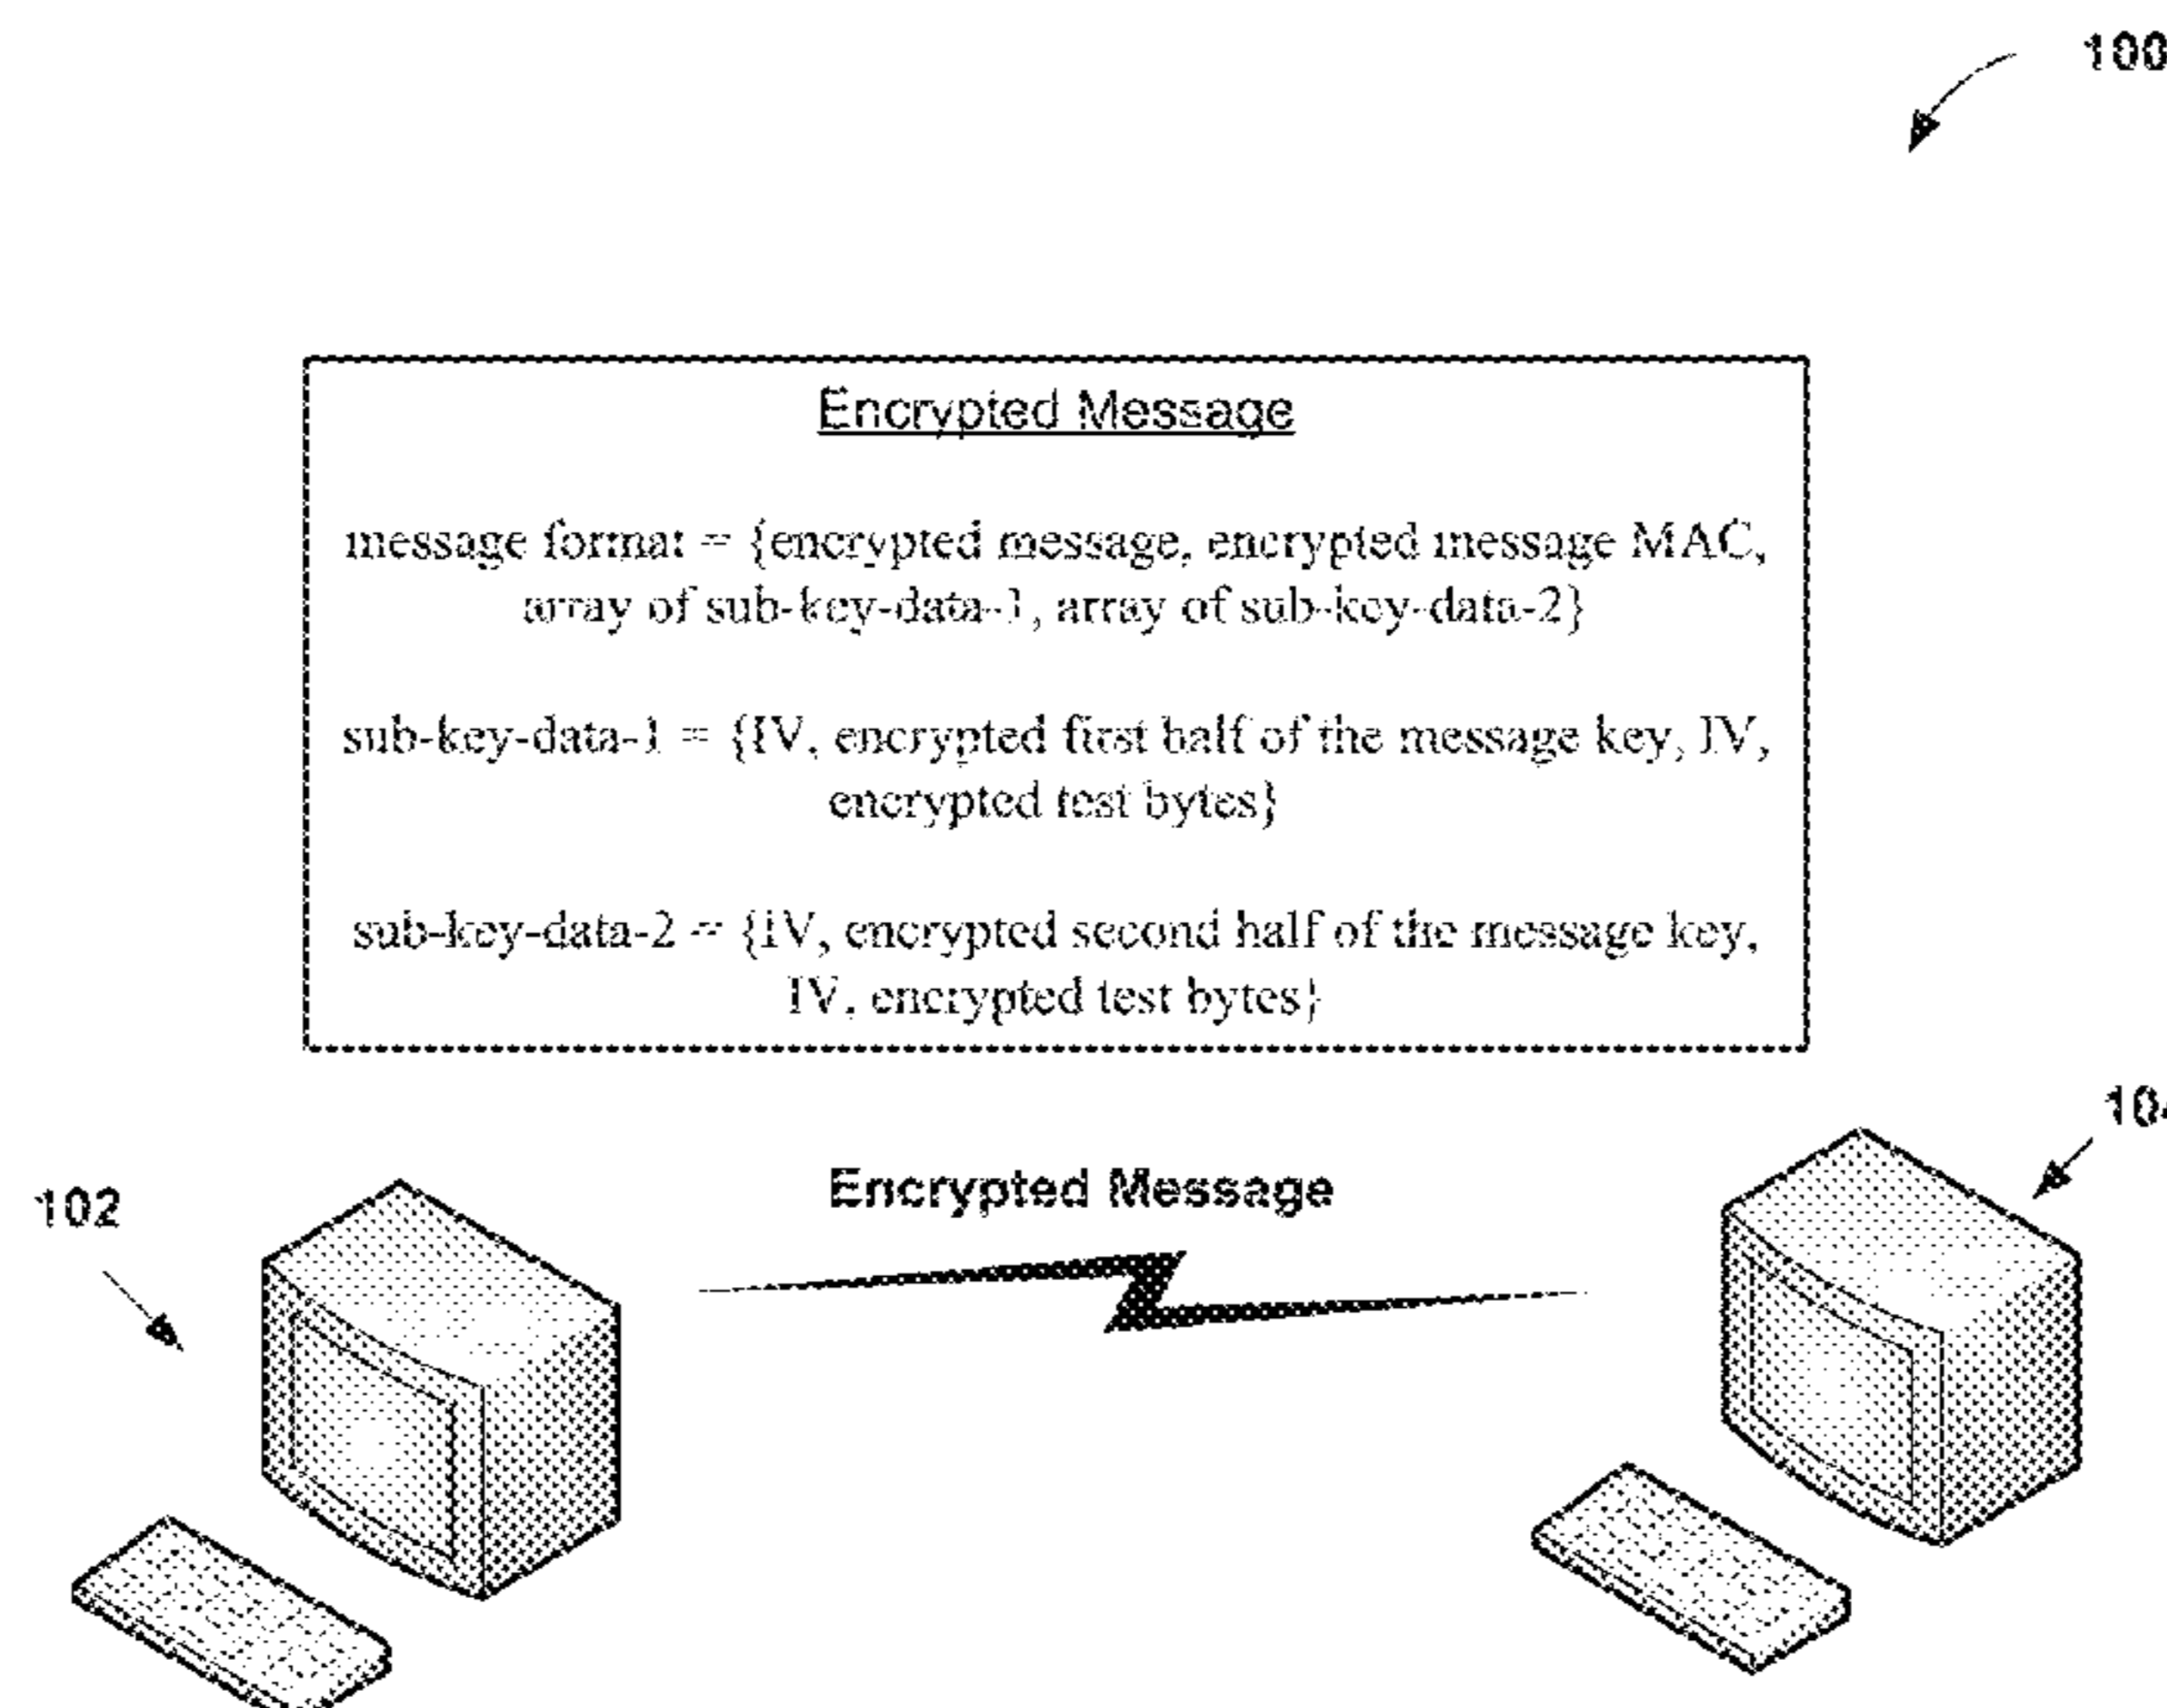 100
Encrypted Message
message format = {encrypted message, encrypted message MAC,
array of sub-key-data-1, array of sub-key-data-2}
sub-key-data-1 = {IV, encrypted first half of the message key, IV,
encrypted test bytes}
sub-key-data-2 = {IV, encrypted second half of the message key,
IV, encrypted test bytes}
102
Encrypted Message